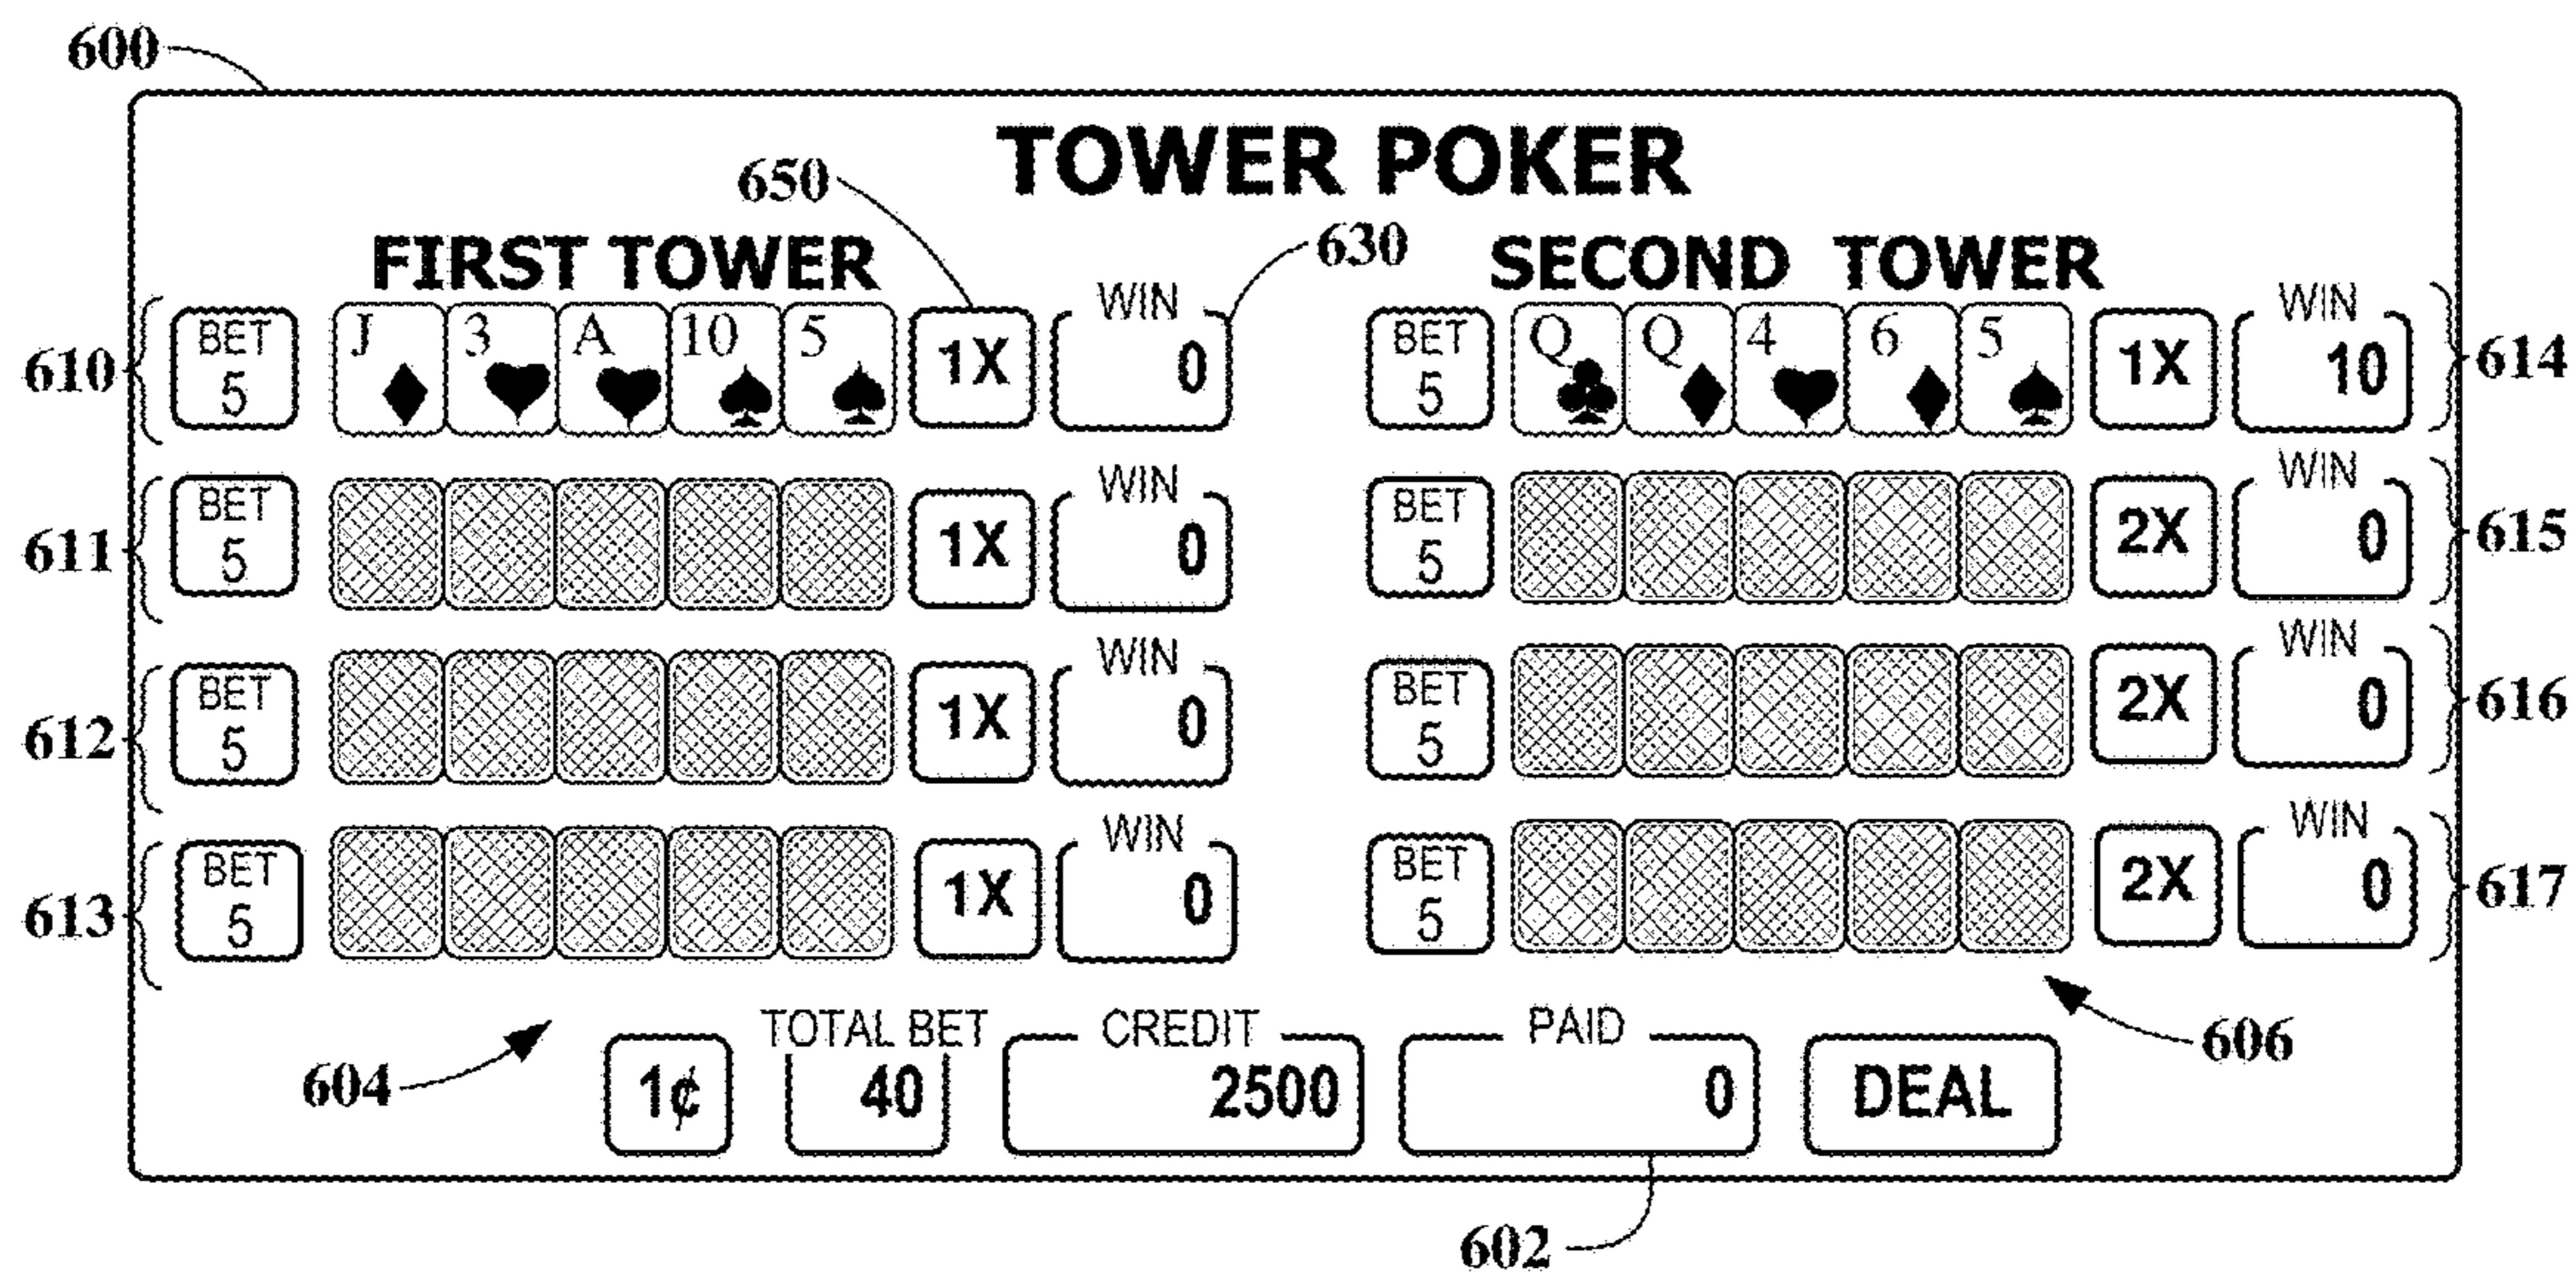 600
TOWER POKER
650
FIRST TOWER
630
SECOND TOWER
610 BET 5 J 3 A 10 5 1X WIN 0
BET 5 Q Q 4 6 5 1X WIN 10 614
611 BET 5 1X WIN 0
BET 5 2X WIN 0 615
612 BET 5 1X WIN 0
BET 5 2X WIN 0 616
613 BET 5 1X WIN 0
BET 5 2X WIN 0 617
604
606
1¢
TOTAL BET
40
CREDIT
2500
PAID
0
DEAL
602